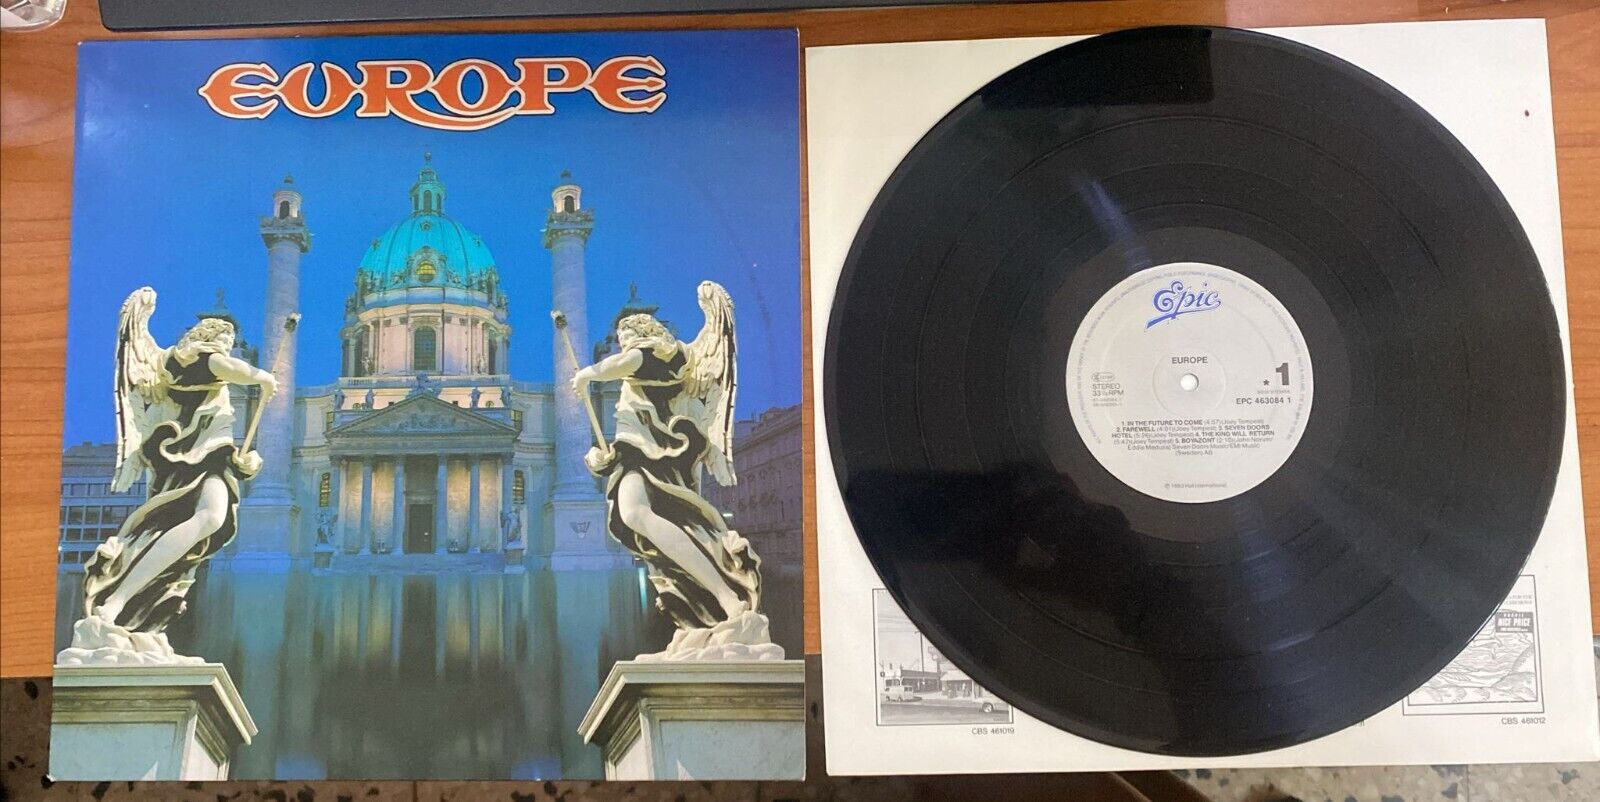 EUROPE
Epic
EUROPE
STEREO
33 ⅓ RPM
* 1
EPC 463084 1
1. IN THE FUTURE TO COME (4:57)(Joey Tempest)
2. FAREWELL (4:01)(Joey Tempest) 3. SEVEN DOORS
HOTEL (5:26)(Joey Tempest) 4. THE KING WILL RETURN
(5:47)(Joey Tempest) 5. BOYAZONT (2:10)(John Norum/
Eddie Meduza) Seven Doors Music/EMI Music
(Sweden) AB
NICE PRICE
CBS 461019
CBS 461012